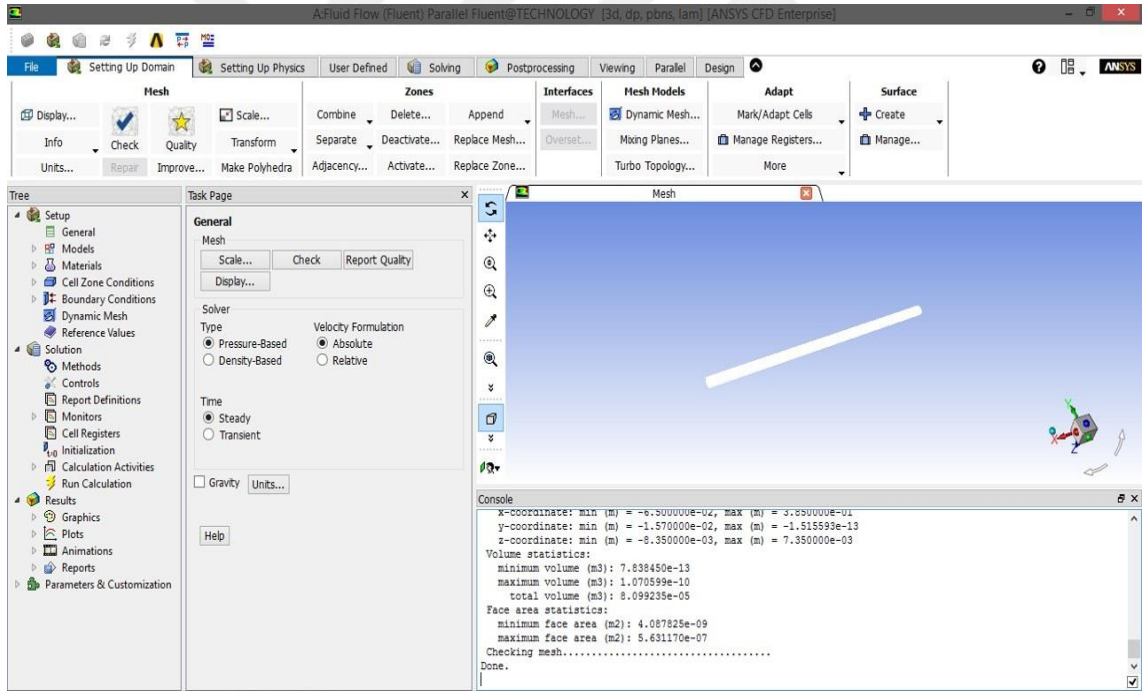 A:Fluid Flow (Fluent) Parallel Fluent@TECHNOLOGY [3d, dp, pbns, lam] [ANSYS CFD Enterprise]
File Setting Up Domain Setting Up Physics User Defined Solving Postprocessing Viewing Parallel Design ANSYS
Mesh Zones Interfaces Mesh Models Adapt Surface
Display... Scale... Combine Delete... Append Mesh... Dynamic Mesh... Mark/Adapt Cells Create
Info Check Quality Transform Separate Deactivate... Replace Mesh... Overset... Mixing Planes... Manage Registers... Manage...
Units... Repair Improve... Make Polyhedra Adjacency... Activate... Replace Zone... Turbo Topology... More
Tree
Setup
General
Models
Materials
Cell Zone Conditions
Boundary Conditions
Dynamic Mesh
Reference Values
Solution
Methods
Controls
Report Definitions
Monitors
Cell Registers
Initialization
Calculation Activities
Run Calculation
Results
Graphics
Plots
Animations
Reports
Parameters & Customization
Task Page
General
Mesh
Scale... Check Report Quality
Display...
Solver
Type Velocity Formulation
Pressure-Based Absolute
Density-Based Relative
Time
Steady
Transient
Gravity Units...
Help
Mesh
Y
X
Z
Console
x-coordinate: min (m) = -6.500000e-02, max (m) = 3.850000e-01
y-coordinate: min (m) = -1.570000e-02, max (m) = -1.515593e-13
z-coordinate: min (m) = -8.350000e-03, max (m) = 7.350000e-03
Volume statistics:
minimum volume (m3): 7.838450e-13
maximum volume (m3): 1.070599e-10
total volume (m3): 8.099235e-05
Face area statistics:
minimum face area (m2): 4.087825e-09
maximum face area (m2): 5.631170e-07
Checking mesh....................................
Done.